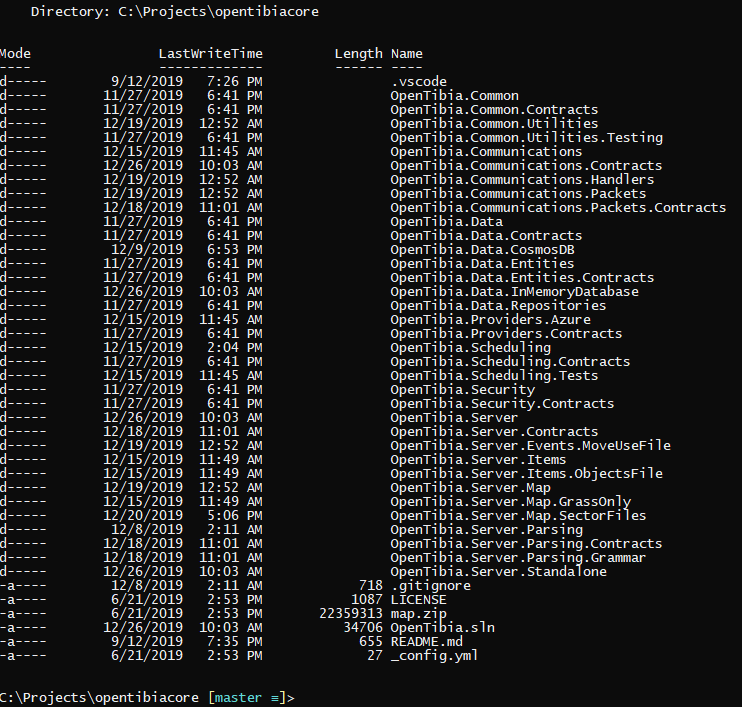 Directory: C:\Projects\opentibiacore
Mode LastWriteTime Length Name
---- ------------- ------ ----
d----- 9/12/2019 7:26 PM .vscode
d----- 11/27/2019 6:41 PM OpenTibia.Common
d----- 11/27/2019 6:41 PM OpenTibia.Common.Contracts
d----- 12/19/2019 12:52 AM OpenTibia.Common.Utilities
d----- 11/27/2019 6:41 PM OpenTibia.Common.Utilities.Testing
d----- 12/15/2019 11:45 AM OpenTibia.Communications
d----- 12/26/2019 10:03 AM OpenTibia.Communications.Contracts
d----- 12/19/2019 12:52 AM OpenTibia.Communications.Handlers
d----- 12/19/2019 12:52 AM OpenTibia.Communications.Packets
d----- 12/18/2019 11:01 AM OpenTibia.Communications.Packets.Contracts
d----- 11/27/2019 6:41 PM OpenTibia.Data
d----- 11/27/2019 6:41 PM OpenTibia.Data.Contracts
d----- 12/9/2019 6:53 PM OpenTibia.Data.CosmosDB
d----- 11/27/2019 6:41 PM OpenTibia.Data.Entities
d----- 11/27/2019 6:41 PM OpenTibia.Data.Entities.Contracts
d----- 12/26/2019 10:03 AM OpenTibia.Data.InMemoryDatabase
d----- 11/27/2019 6:41 PM OpenTibia.Data.Repositories
d----- 12/15/2019 11:45 AM OpenTibia.Providers.Azure
d----- 11/27/2019 6:41 PM OpenTibia.Providers.Contracts
d----- 12/15/2019 2:04 PM OpenTibia.Scheduling
d----- 11/27/2019 6:41 PM OpenTibia.Scheduling.Contracts
d----- 12/15/2019 11:45 AM OpenTibia.Scheduling.Tests
d----- 11/27/2019 6:41 PM OpenTibia.Security
d----- 11/27/2019 6:41 PM OpenTibia.Security.Contracts
d----- 12/26/2019 10:03 AM OpenTibia.Server
d----- 12/18/2019 11:01 AM OpenTibia.Server.Contracts
d----- 12/19/2019 12:52 AM OpenTibia.Server.Events.MoveUseFile
d----- 12/15/2019 11:49 AM OpenTibia.Server.Items
d----- 12/15/2019 11:49 AM OpenTibia.Server.Items.ObjectsFile
d----- 12/19/2019 12:52 AM OpenTibia.Server.Map
d----- 12/15/2019 11:49 AM OpenTibia.Server.Map.GrassOnly
d----- 12/20/2019 5:06 PM OpenTibia.Server.Map.SectorFiles
d----- 12/8/2019 2:11 AM OpenTibia.Server.Parsing
d----- 12/18/2019 11:01 AM OpenTibia.Server.Parsing.Contracts
d----- 12/18/2019 11:01 AM OpenTibia.Server.Parsing.Grammar
d----- 12/26/2019 10:03 AM OpenTibia.Server.Standalone
-a---- 12/8/2019 2:11 AM 718 .gitignore
-a---- 6/21/2019 2:53 PM 1087 LICENSE
-a---- 6/21/2019 2:53 PM 22359313 map.zip
-a---- 12/26/2019 10:03 AM 34706 OpenTibia.sln
-a---- 9/12/2019 7:35 PM 655 README.md
-a---- 6/21/2019 2:53 PM 27 _config.yml
C:\Projects\opentibiacore [master ≡]>